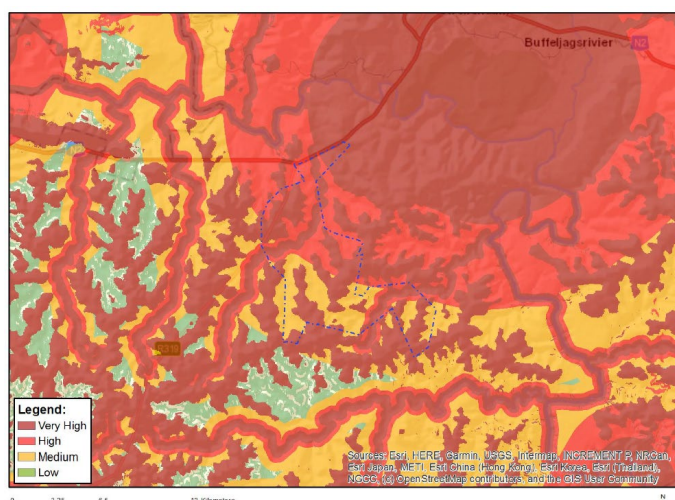 Buffeljagsrivier N2
R319
Legend:
Very High
High
Medium
Low
Sources: Esri, HERE, Garmin, USGS, Intermap, INCREMENT P, NRCan,
Esri Japan, METI, Esri China (Hong Kong), Esri Korea, Esri (Thailand),
NGCC, (c) OpenStreetMap contributors, and the GIS User Community
N